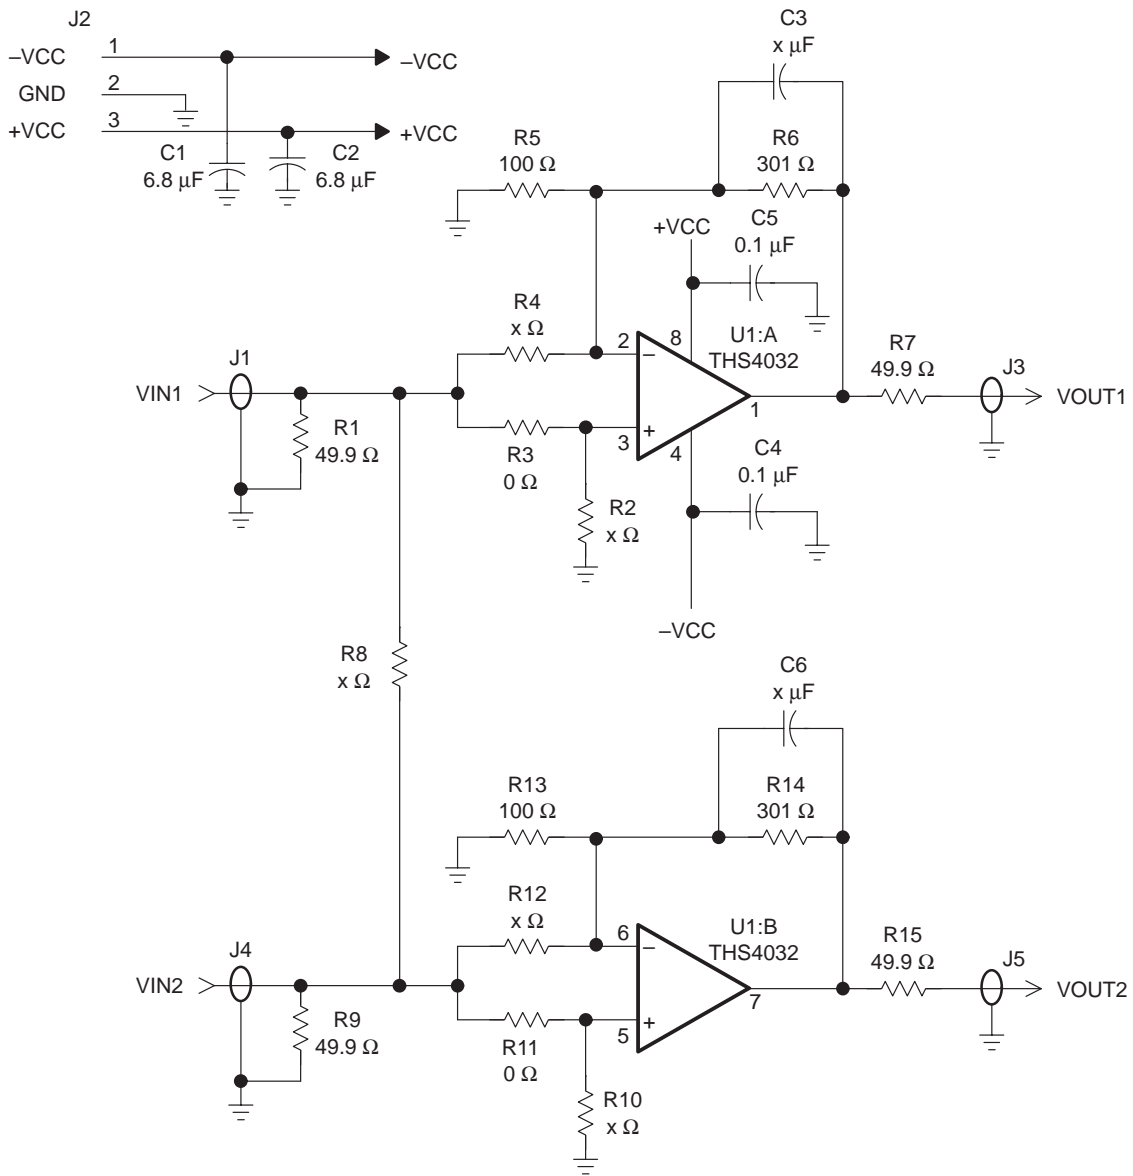 J2
–VCC
1
–VCC
GND
2
+VCC
3
+VCC
C1
6.8 µF
C2
6.8 µF
C3
x µF
R5
100 Ω
R6
301 Ω
+VCC
C5
0.1 µF
R4
x Ω
2
–
8
U1:A
THS4032
R7
49.9 Ω
J1
VIN1
J3
VOUT1
1
R1
49.9 Ω
3
+
4
R3
0 Ω
C4
0.1 µF
R2
x Ω
–VCC
R8
x Ω
C6
x µF
R13
100 Ω
R14
301 Ω
R12
x Ω
6
–
U1:B
THS4032
R15
49.9 Ω
J4
VIN2
J5
VOUT2
7
R9
49.9 Ω
5
+
R11
0 Ω
R10
x Ω